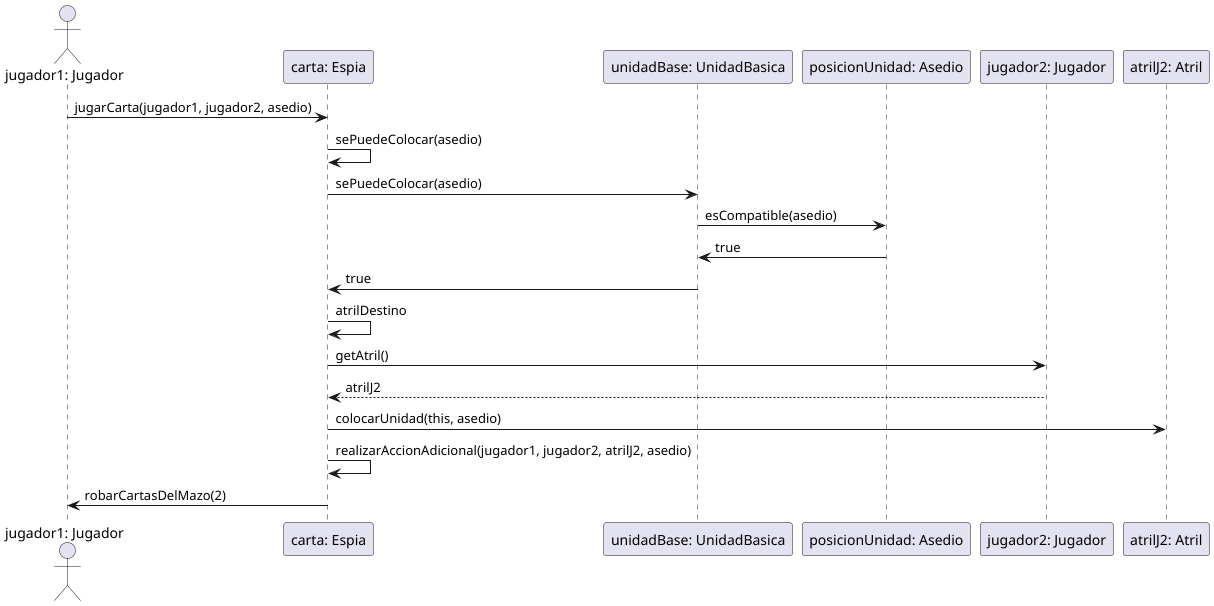 jugador1: Jugador
carta: Espia
unidadBase: UnidadBasica
posicionUnidad: Asedio
jugador2: Jugador
atrilJ2: Atril
jugarCarta(jugador1, jugador2, asedio)
sePuedeColocar(asedio)
sePuedeColocar(asedio)
esCompatible(asedio)
true
true
atrilDestino
getAtril()
atrilJ2
colocarUnidad(this, asedio)
realizarAccionAdicional(jugador1, jugador2, atrilJ2, asedio)
robarCartasDelMazo(2)
jugador1: Jugador
carta: Espia
unidadBase: UnidadBasica
posicionUnidad: Asedio
jugador2: Jugador
atrilJ2: Atril